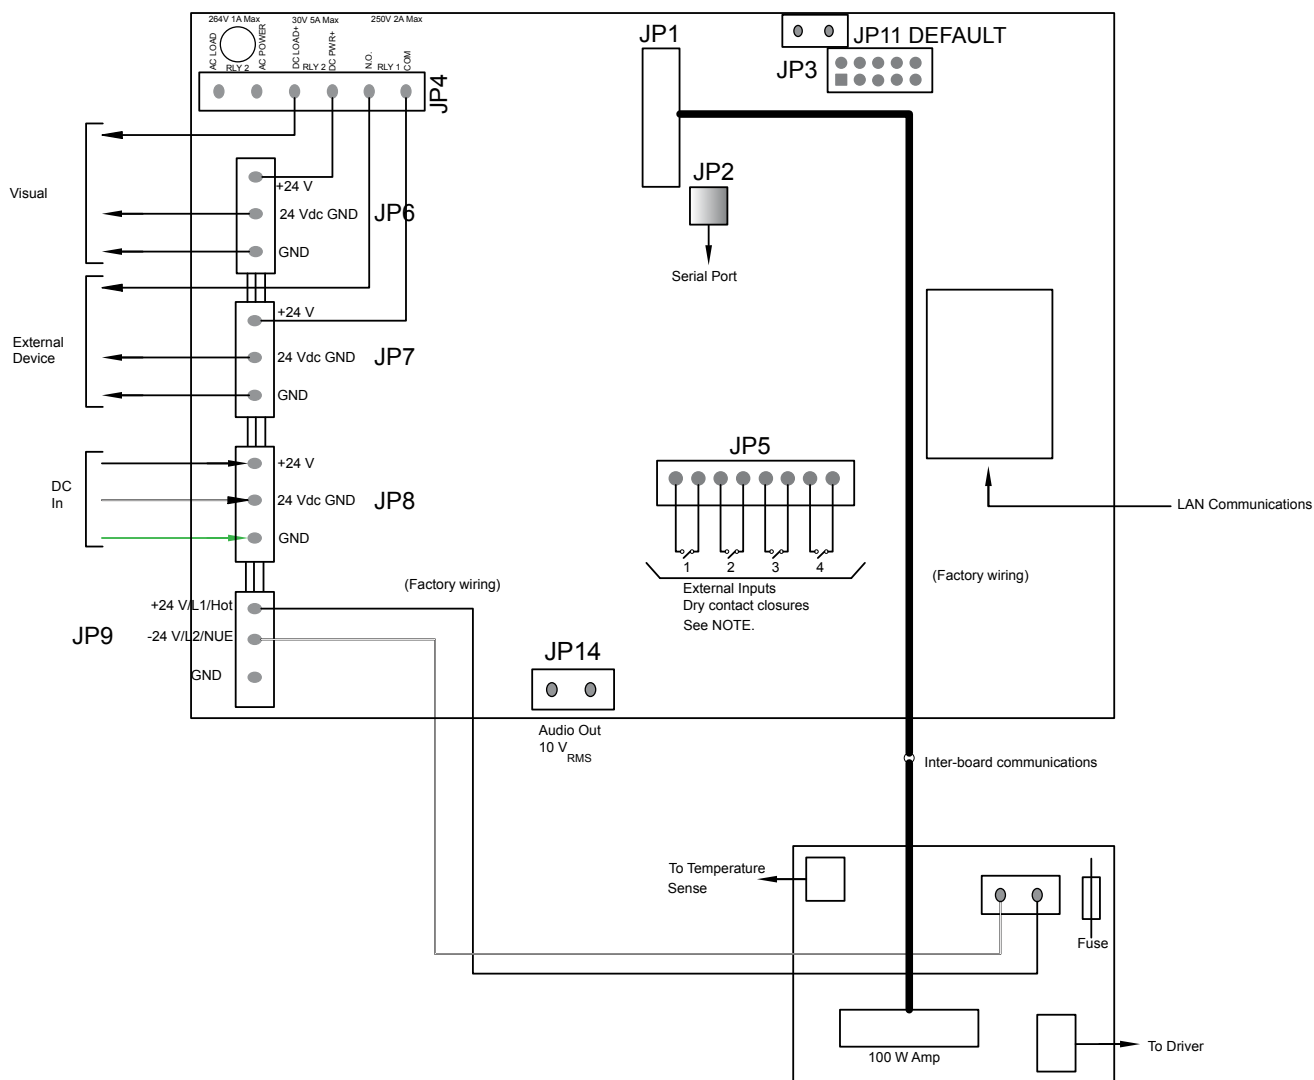 264V 1A Max
30V 5A Max
250V 2A Max
AC LOAD
RLY 2
AC POWER
DC LOAD+
RLY 2
DC PWR+
N.O.
RLY 1
COM
JP4
JP1
JP11 DEFAULT
JP3
JP2
Serial Port
Visual
+24 V
24 Vdc GND
JP6
GND
External
Device
+24 V
24 Vdc GND
JP7
GND
DC
In
+24 V
24 Vdc GND
JP8
GND
JP5
1
2
3
4
External Inputs
Dry contact closures
See NOTE.
LAN Communications
(Factory wiring)
(Factory wiring)
JP9
+24 V/L1/Hot
-24 V/L2/NUE
GND
JP14
Audio Out
10 V RMS
Inter-board communications
To Temperature
Sense
Fuse
100 W Amp
To Driver